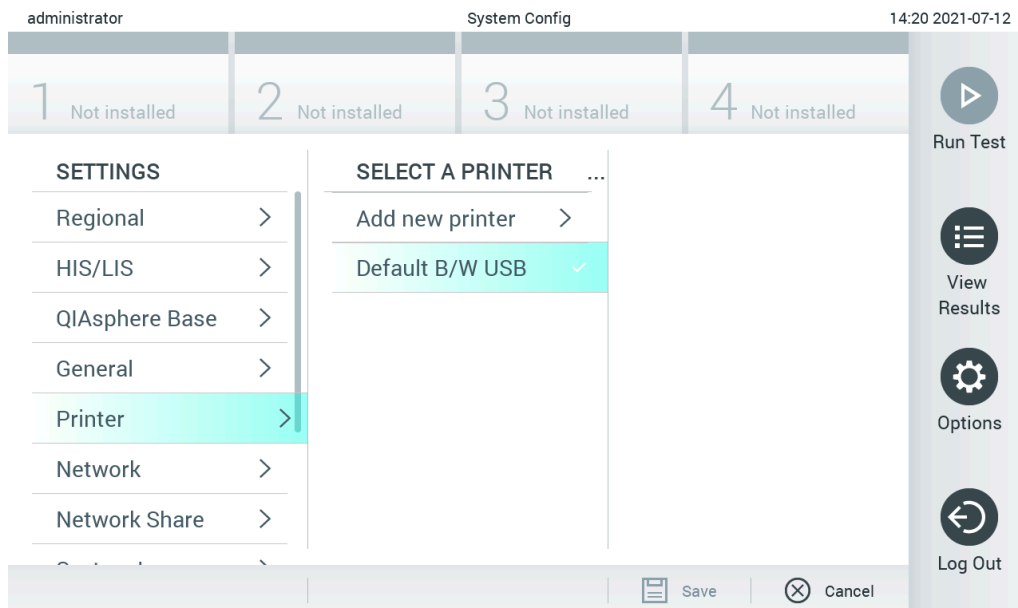 administrator
System Config
14:20 2021-07-12
1 Not installed
2 Not installed
3 Not installed
4 Not installed
Run Test
View
Results
Options
Log Out
SETTINGS
Regional
HIS/LIS
QIAsphere Base
General
Printer
Network
Network Share
SELECT A PRINTER ...
Add new printer
Default B/W USB
Save
Cancel